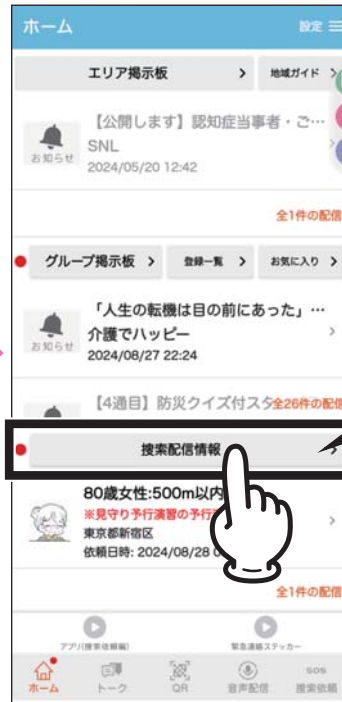 ホーム
設定
エリア掲示板
地域ガイド
【公開します】認知症当事者・ご…
お知らせ
SNL
2024/05/20 12:42
全1件の配信
グループ掲示板
登録一覧
お気に入り
「人生の転機は目の前にあった」…
お知らせ
介護でハッピー
2024/08/27 22:24
【4通目】防災クイズ付スタ
全26件の配信
捜索配信情報
80歳女性:500m以内
※見守り予行演習の予行
東京都新宿区
依頼日時: 2024/08/28
全1件の配信
アプリ(捜索依頼編)
緊急連絡ステッカー
ホーム
トーク
QR
音声配信
SOS
捜索依頼